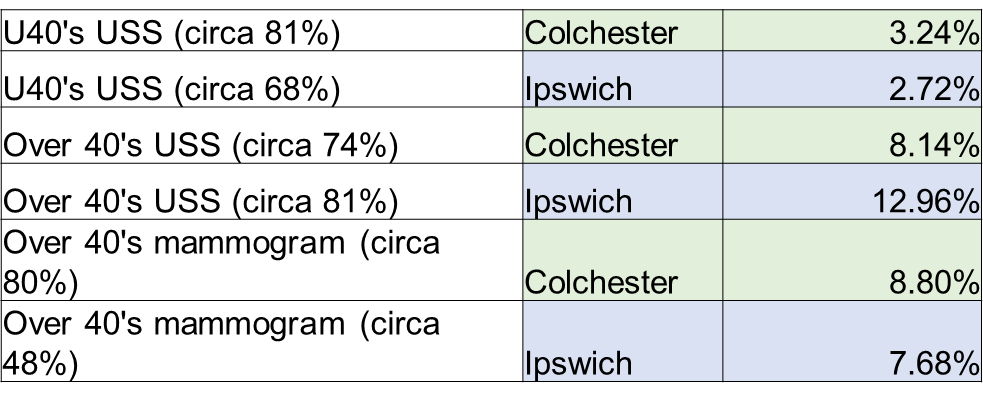 U40's USS (circa 81%) Colchester 3.24%
U40's USS (circa 68%) Ipswich 2.72%
Over 40's USS (circa 74%) Colchester 8.14%
Over 40's USS (circa 81%) Ipswich 12.96%
Over 40's mammogram (circa
80%) Colchester 8.80%
Over 40's mammogram (circa
48%) Ipswich 7.68%